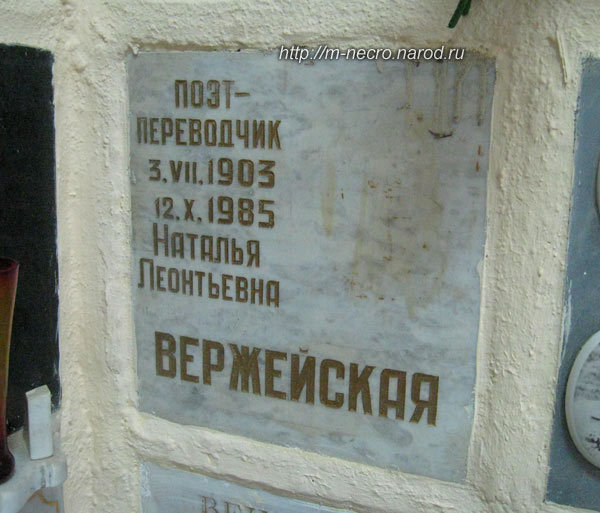 http://m-necro.narod.ru
ПОЭТ-
ПЕРЕВОДЧИК
3.VII.1903
12.X.1985
НАТАЛЬЯ
ЛЕОНТЬЕВНА
ВЕРЖЕЙСКАЯ